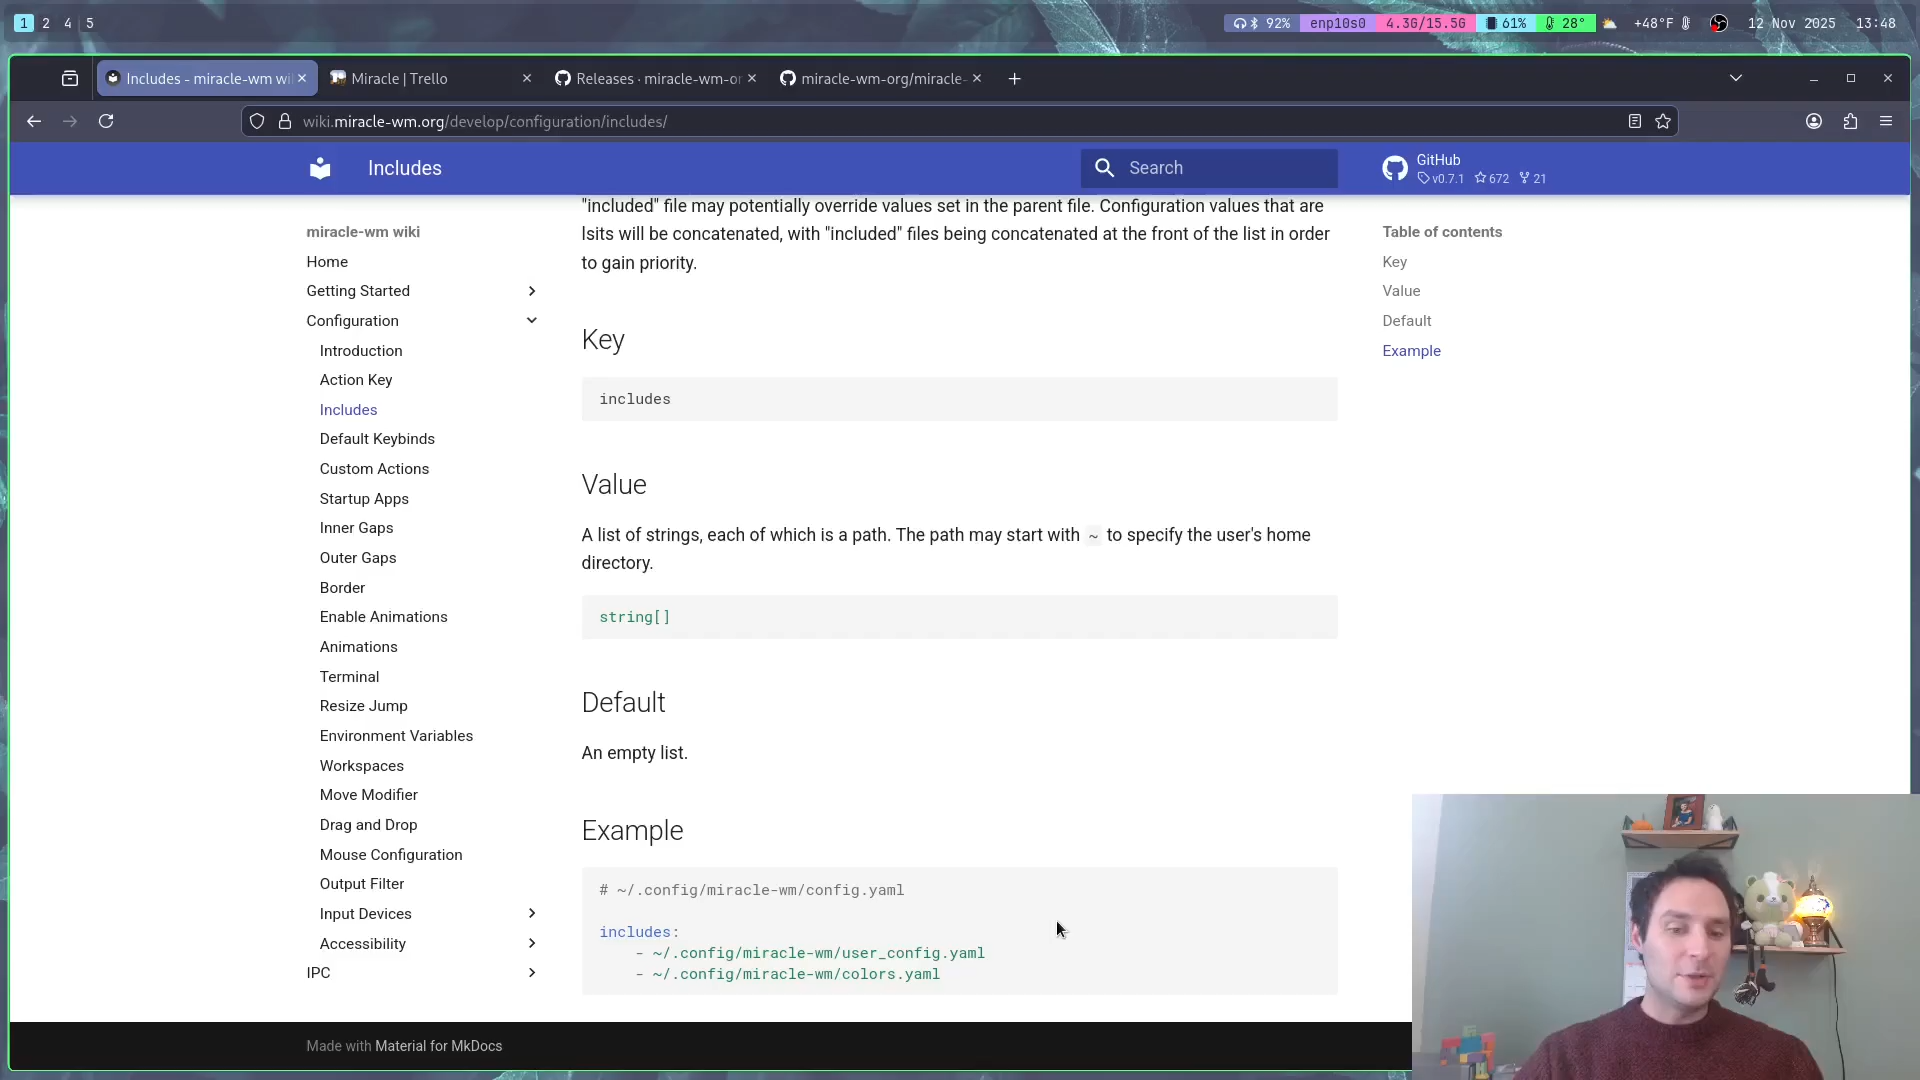 1 2 4 5
92% enp10s0 4.3G/15.5G 61% 28° +48°F 12 Nov 2025 13:48
Includes - miracle-wm wi
Miracle | Trello
Releases · miracle-wm-or
miracle-wm-org/miracle-
wiki.miracle-wm.org/develop/configuration/includes/
Includes
Search
GitHub
v0.7.1 672 21
miracle-wm wiki
Home
Getting Started
Configuration
Introduction
Action Key
Includes
Default Keybinds
Custom Actions
Startup Apps
Inner Gaps
Outer Gaps
Border
Enable Animations
Animations
Terminal
Resize Jump
Environment Variables
Workspaces
Move Modifier
Drag and Drop
Mouse Configuration
Output Filter
Input Devices
Accessibility
IPC
"included" file may potentially override values set in the parent file. Configuration values that are
lsits will be concatenated, with "included" files being concatenated at the front of the list in order
to gain priority.
Key
includes
Value
A list of strings, each of which is a path. The path may start with ~ to specify the user's home
directory.
string[]
Default
An empty list.
Example
# ~/.config/miracle-wm/config.yaml
includes:
- ~/.config/miracle-wm/user_config.yaml
- ~/.config/miracle-wm/colors.yaml
Table of contents
Key
Value
Default
Example
Made with Material for MkDocs